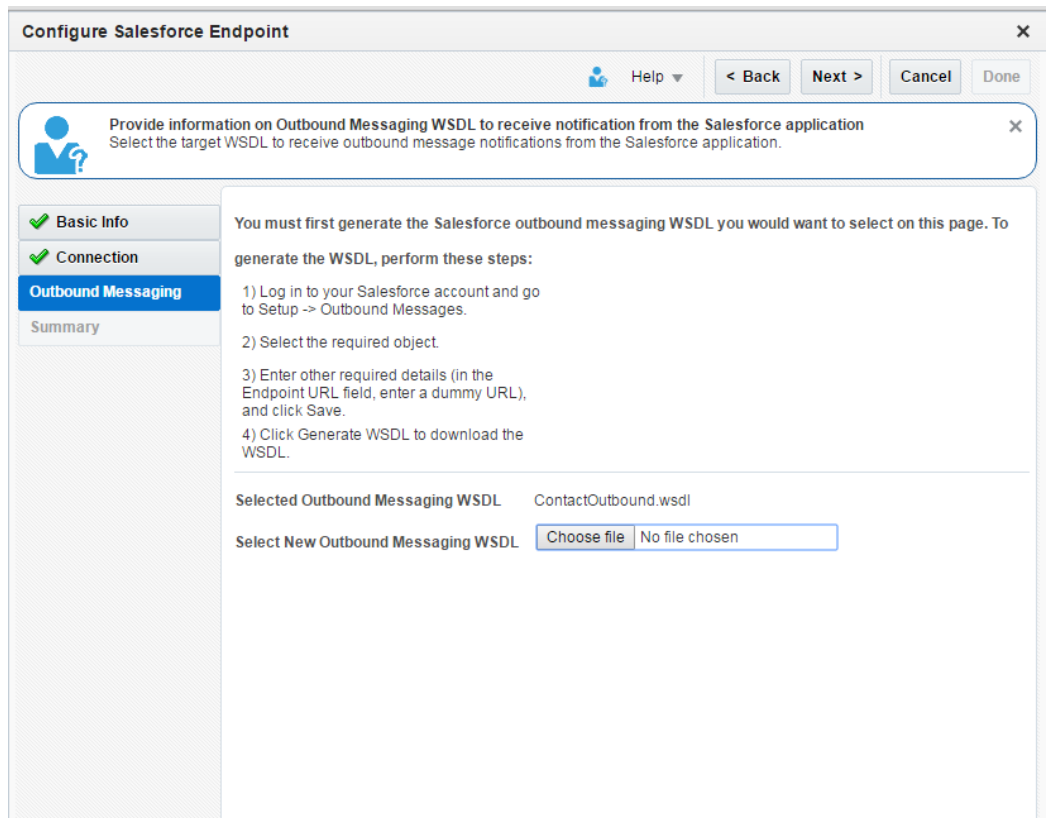 Configure Salesforce Endpoint
Help
< Back
Next >
Cancel
Done
Provide information on Outbound Messaging WSDL to receive notification from the Salesforce application
Select the target WSDL to receive outbound message notifications from the Salesforce application.
Basic Info
Connection
Outbound Messaging
Summary
You must first generate the Salesforce outbound messaging WSDL you would want to select on this page. To
generate the WSDL, perform these steps:
1) Log in to your Salesforce account and go
to Setup -> Outbound Messages.
2) Select the required object.
3) Enter other required details (in the
Endpoint URL field, enter a dummy URL),
and click Save.
4) Click Generate WSDL to download the
WSDL.
Selected Outbound Messaging WSDL ContactOutbound.wsdl
Select New Outbound Messaging WSDL Choose file No file chosen